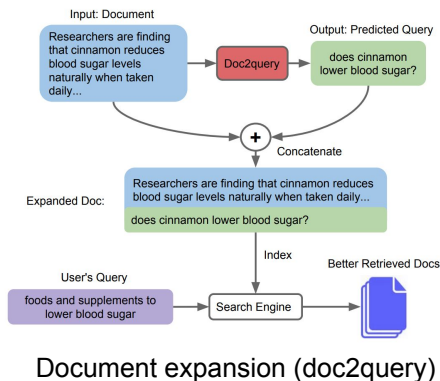 Input: Document
Output: Predicted Query
Researchers are finding
that cinnamon reduces
blood sugar levels
naturally when taken
daily...
Doc2query
does cinnamon
lower blood sugar?
+
Concatenate
Expanded Doc:
Researchers are finding that cinnamon reduces
blood sugar levels naturally when taken daily...
does cinnamon lower blood sugar?
Index
User's Query
Better Retrieved Docs
foods and supplements to
lower blood sugar
Search Engine
Document expansion (doc2query)